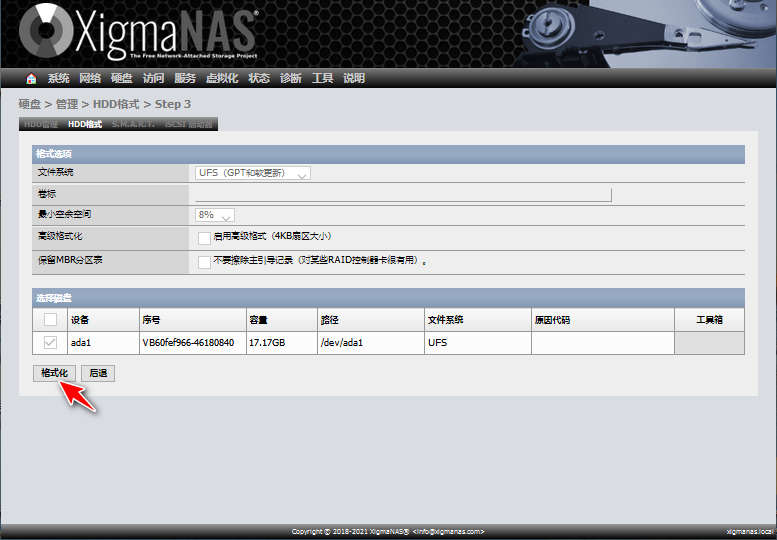 XigmaNAS®
The Free Network-Attached Storage Project
系统 网络 硬盘 访问 服务 虚拟化 状态 诊断 工具 说明
硬盘 > 管理 > HDD格式 > Step 3
HDD管理 HDD格式 S.M.A.R.T. iSCSI 启动器
格式选项
文件系统 UFS（GPT和软更新）
卷标
最小空余空间 8%
高级格式化 启用高级格式（4KB扇区大小）
保留MBR分区表 不要擦除主引导记录（对某些RAID控制器卡很有用）。
选择磁盘
设备 序号 容量 路径 文件系统 原因代码 工具箱
ada1 VB60fef966-46180840 17.17GB /dev/ada1 UFS
格式化 后退
Copyright © 2018-2021 XigmaNAS® <info@xigmanas.com>
xigmanas.local